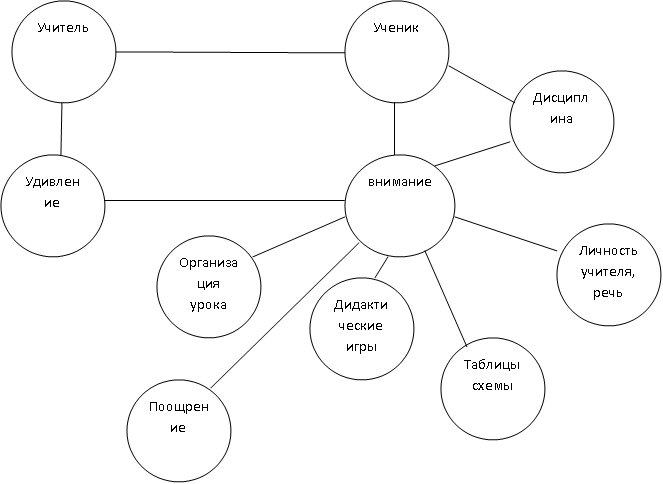 Учитель
Ученик
Дисципл
ина
Удивлен
ие
внимание
Личность
учителя,
речь
Организа
ция
урока
Дидакти
ческие
игры
Таблицы
схемы
Поощрен
ие